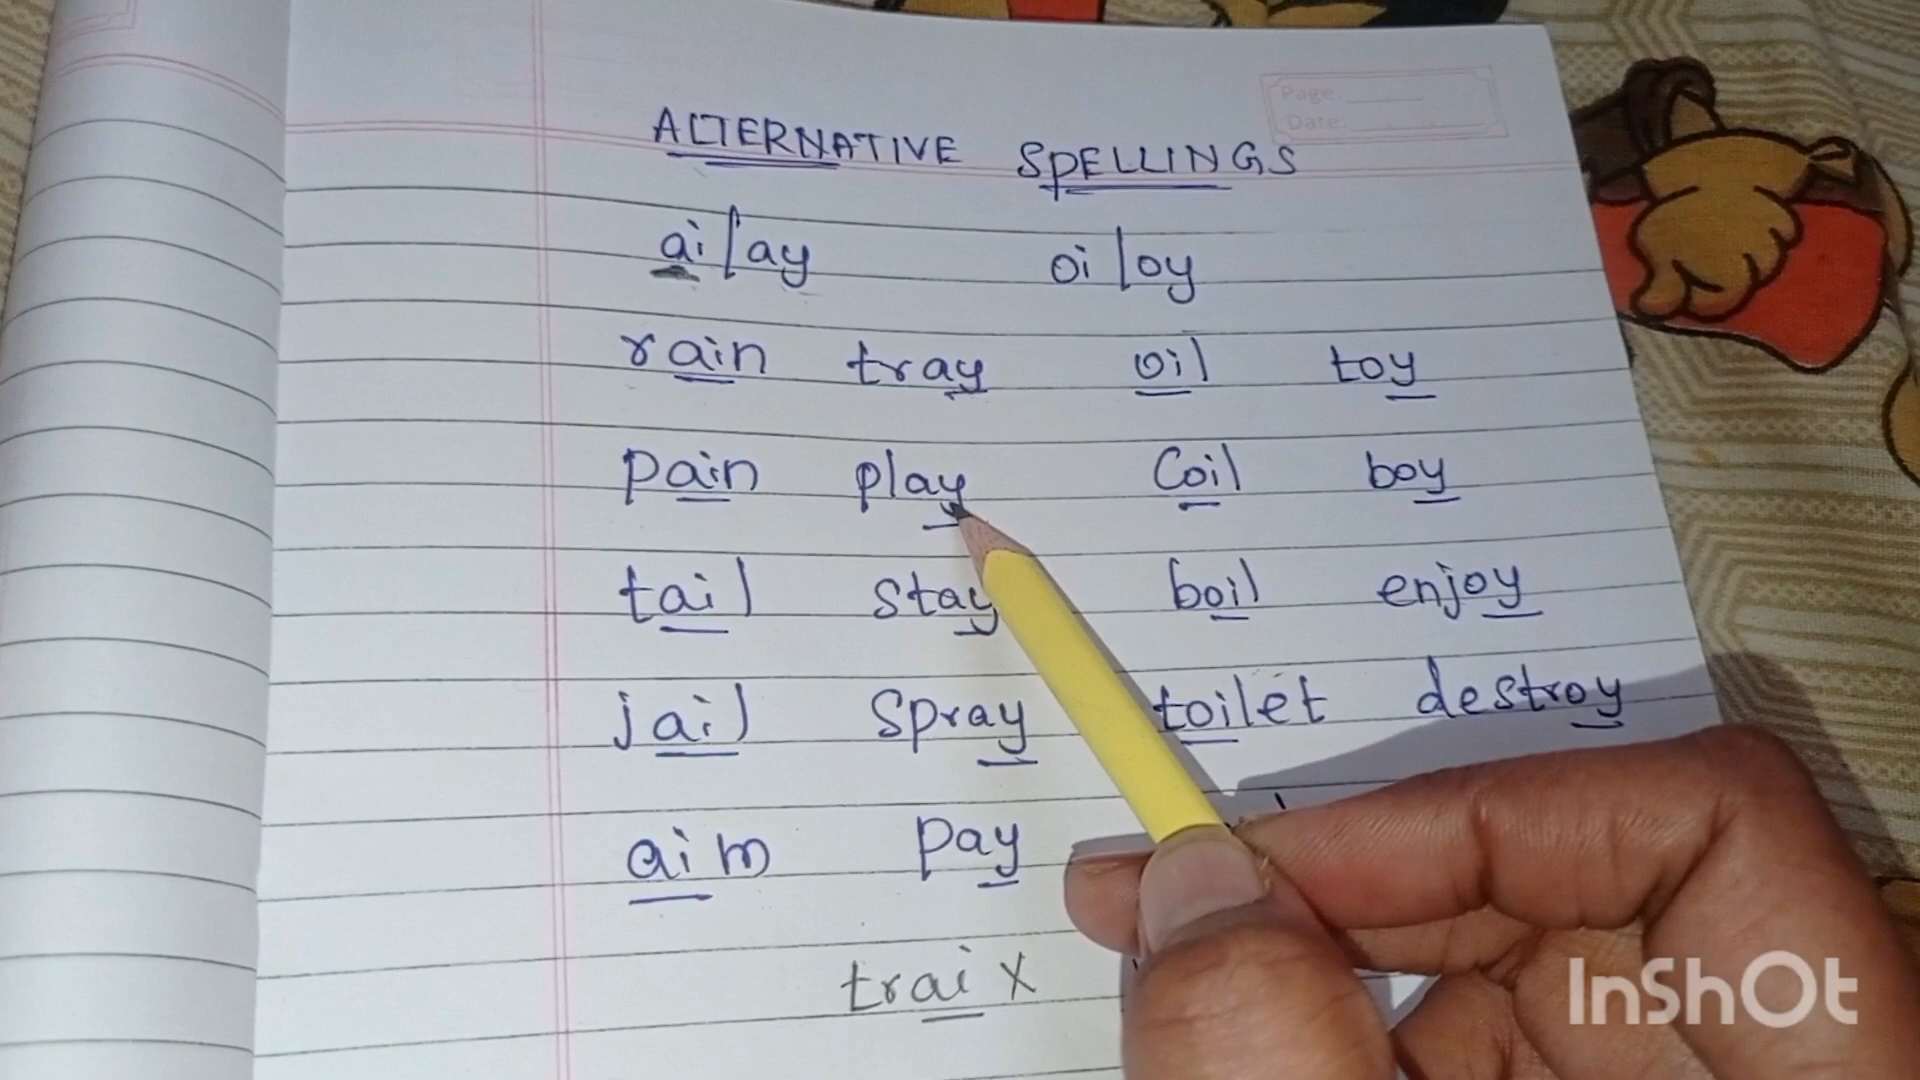 Page:
Date:
ALTERNATIVE SPELLINGS
ai/ay oi/oy
rain tray oil toy
pain play Coil boy
tail stay boil enjoy
jail Spray toilet destroy
aim Pay
trai X
InShOt